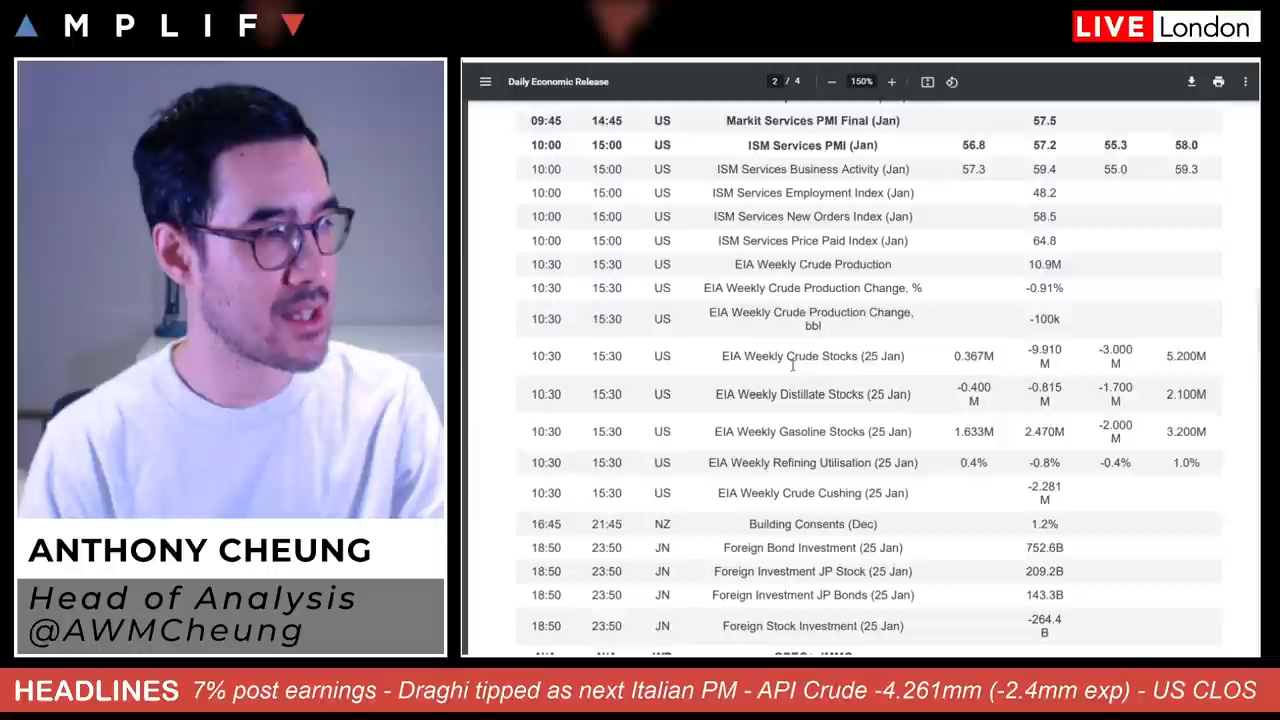 AMPLIFY
LIVE London
Daily Economic Release 2 / 4 150%
09:45 14:45 US Markit Services PMI Final (Jan) 57.5
10:00 15:00 US ISM Services PMI (Jan) 56.8 57.2 55.3 58.0
10:00 15:00 US ISM Services Business Activity (Jan) 57.3 59.4 55.0 59.3
10:00 15:00 US ISM Services Employment Index (Jan) 48.2
10:00 15:00 US ISM Services New Orders Index (Jan) 58.5
10:00 15:00 US ISM Services Price Paid Index (Jan) 64.8
10:30 15:30 US EIA Weekly Crude Production 10.9M
10:30 15:30 US EIA Weekly Crude Production Change, % -0.91%
10:30 15:30 US EIA Weekly Crude Production Change, bbl -100k
10:30 15:30 US EIA Weekly Crude Stocks (25 Jan) 0.367M -9.910 M -3.000 M 5.200M
10:30 15:30 US EIA Weekly Distillate Stocks (25 Jan) -0.400 M -0.815 M -1.700 M 2.100M
10:30 15:30 US EIA Weekly Gasoline Stocks (25 Jan) 1.633M 2.470M -2.000 M 3.200M
10:30 15:30 US EIA Weekly Refining Utilisation (25 Jan) 0.4% -0.8% -0.4% 1.0%
10:30 15:30 US EIA Weekly Crude Cushing (25 Jan) -2.281 M
16:45 21:45 NZ Building Consents (Dec) 1.2%
18:50 23:50 JN Foreign Bond Investment (25 Jan) 752.6B
18:50 23:50 JN Foreign Investment JP Stock (25 Jan) 209.2B
18:50 23:50 JN Foreign Investment JP Bonds (25 Jan) 143.3B
18:50 23:50 JN Foreign Stock Investment (25 Jan) -264.4 B
ANTHONY CHEUNG
Head of Analysis
@AWMCheung
HEADLINES 7% post earnings - Draghi tipped as next Italian PM - API Crude -4.261mm (-2.4mm exp) - US CLOS